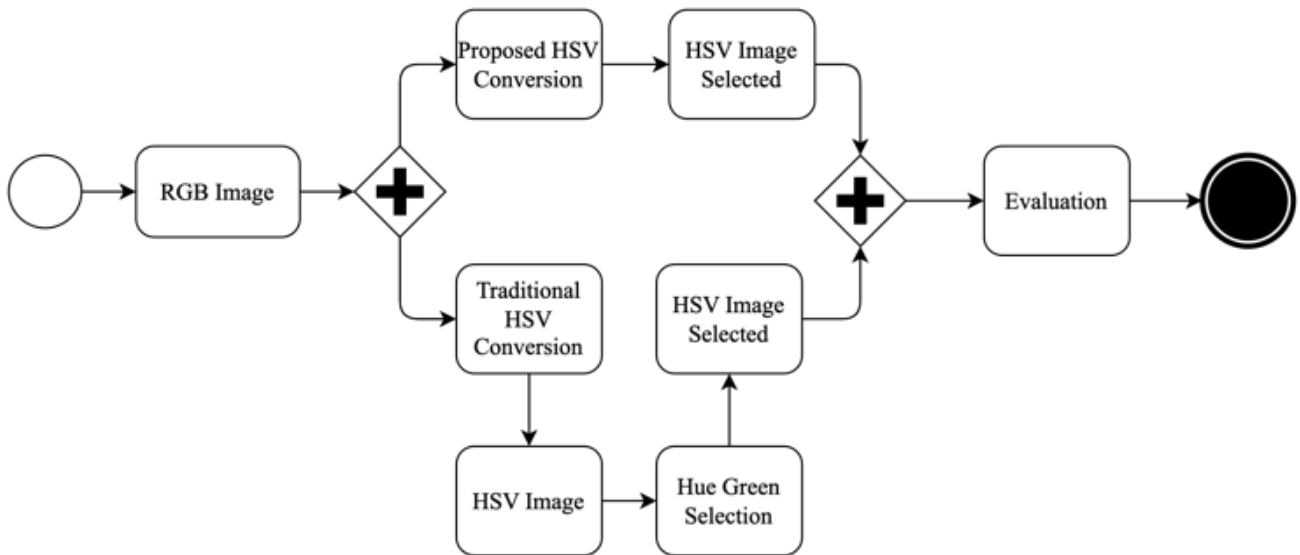 RGB Image
Proposed HSV
Conversion
HSV Image
Selected
Traditional
HSV
Conversion
HSV Image
Hue Green
Selection
HSV Image
Selected
Evaluation